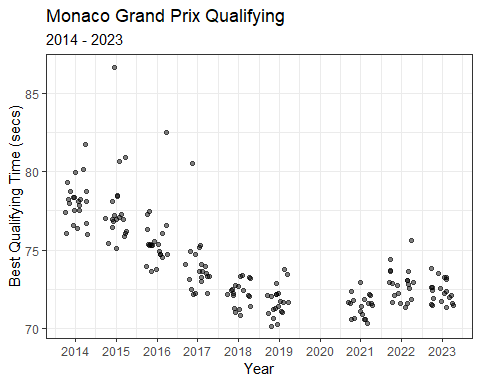 Monaco Grand Prix Qualifying
2014 - 2023
Best Qualifying Time (secs)
85
80
75
70
2014 2015 2016 2017 2018 2019 2020 2021 2022 2023
Year